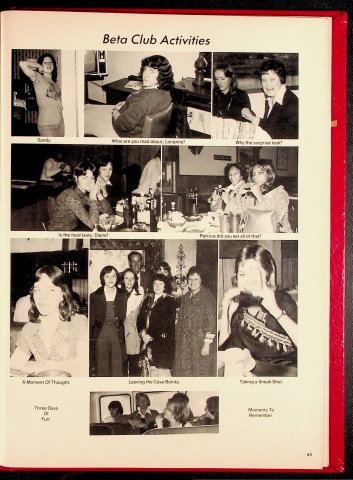 Beta Club Activities
Sandy
What are you mad about, Lorianne?
Why the surprise look?
Is the food tasty, Diane?
Patricia did you eat all of that?
A Moment Of Thought.
Leaving the Casa Bonita.
Taking a Sneak Shot.
Three Days
Of
Fun.
Moments To
Remember.